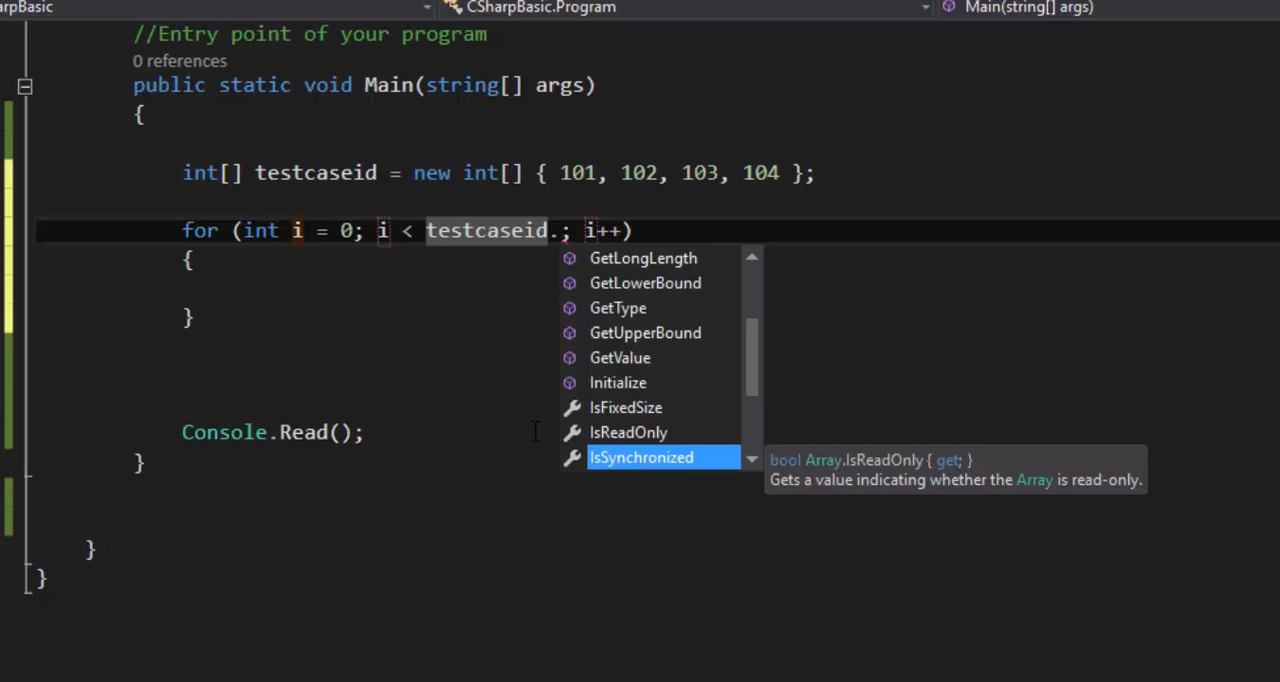 arpBasic CSharpBasic.Program Main(string[] args)
//Entry point of your program
0 references
public static void Main(string[] args)
{
int[] testcaseid = new int[] { 101, 102, 103, 104 };
for (int i = 0; i < testcaseid.; i++)
{
GetLongLength
GetLowerBound
GetType
}
GetUpperBound
GetValue
Initialize
IsFixedSize
IsReadOnly
Console.Read();
IsSynchronized
bool Array.IsReadOnly { get; }
Gets a value indicating whether the Array is read-only.
}
}
}